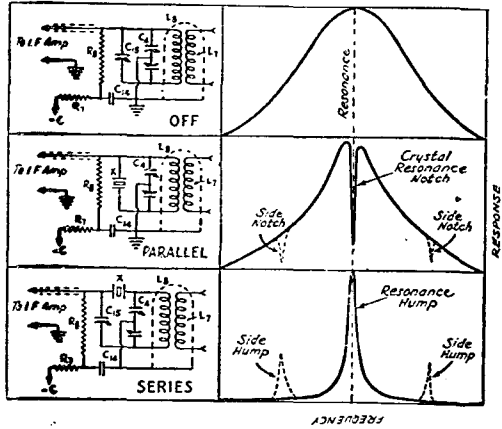 To I.F. Amp
R8
C15
C4
L8
L7
C14
R7
-C
OFF
Resonance
To I.F. Amp
R8
X
C4
L8
L7
C14
R7
-C
PARALLEL
Crystal
Resonance
Notch
Side
Notch
Side
Notch
To I.F. Amp
R8
X
C15
C4
L8
L7
C14
R7
-C
SERIES
Resonance
Hump
Side
Hump
Side
Hump
RESPONSE
FREQUENCY